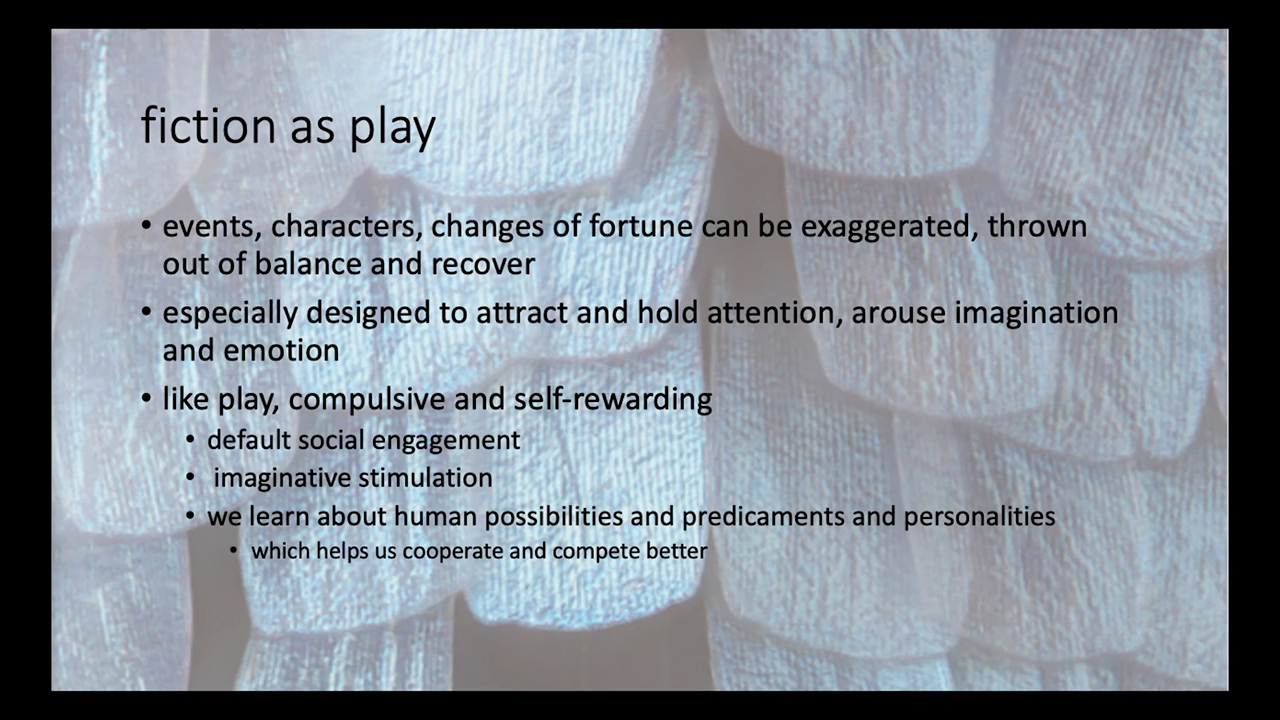 fiction as play
• events, characters, changes of fortune can be exaggerated, thrown
out of balance and recover
• especially designed to attract and hold attention, arouse imagination
and emotion
• like play, compulsive and self-rewarding
• default social engagement
• imaginative stimulation
• we learn about human possibilities and predicaments and personalities
• which helps us cooperate and compete better